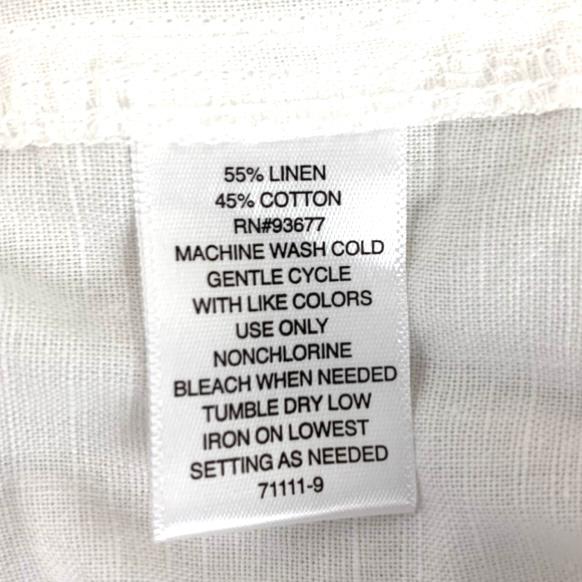 55% LINEN
45% COTTON
RN#93677
MACHINE WASH COLD
GENTLE CYCLE
WITH LIKE COLORS
USE ONLY
NONCHLORINE
BLEACH WHEN NEEDED
TUMBLE DRY LOW
IRON ON LOWEST
SETTING AS NEEDED
71111-9